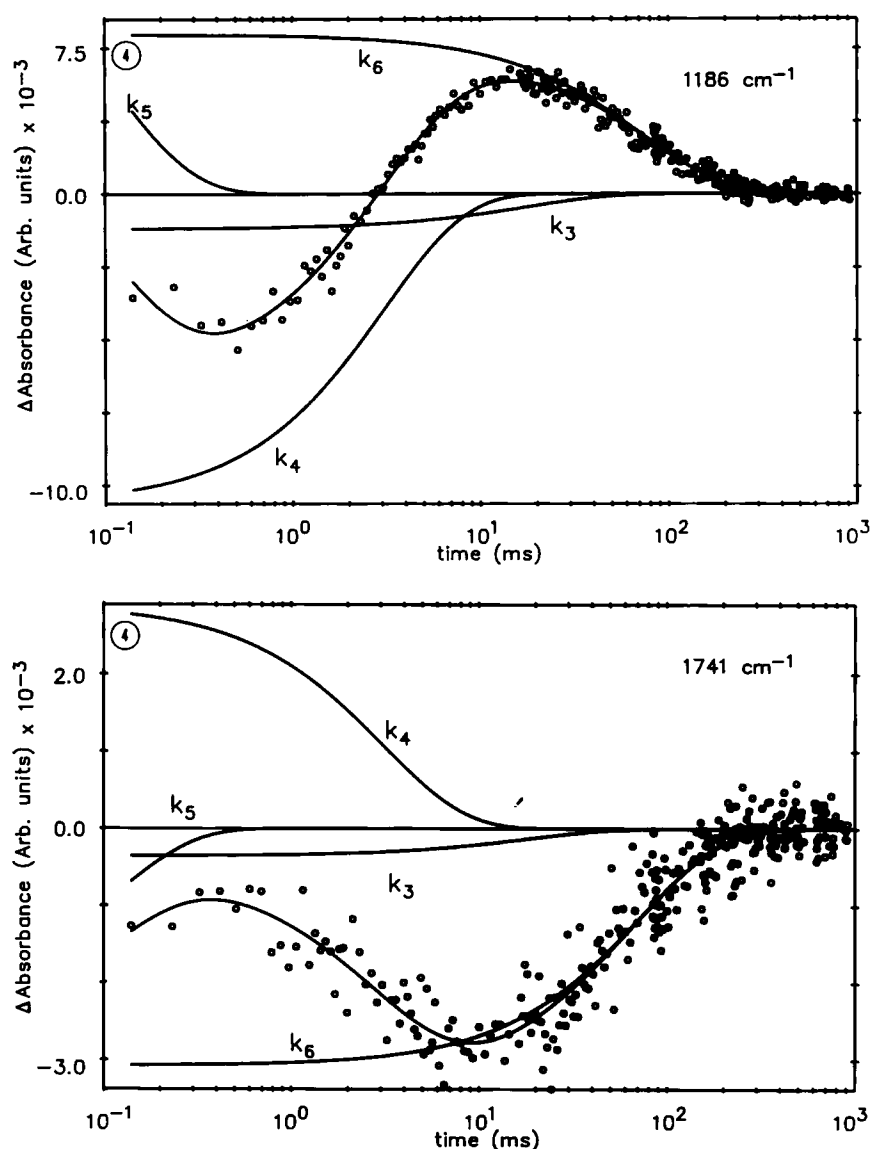 ④
7.5
k₆
1186 cm⁻¹
k₅
0.0
k₃
k₄
−10.0
ΔAbsorbance (Arb. units) x 10⁻³
10⁻¹ 10⁰ 10¹ 10² 10³
time (ms)
④
1741 cm⁻¹
2.0
k₄
k₅
0.0
k₃
k₆
−3.0
ΔAbsorbance (Arb. units) x 10⁻³
10⁻¹ 10⁰ 10¹ 10² 10³
time (ms)